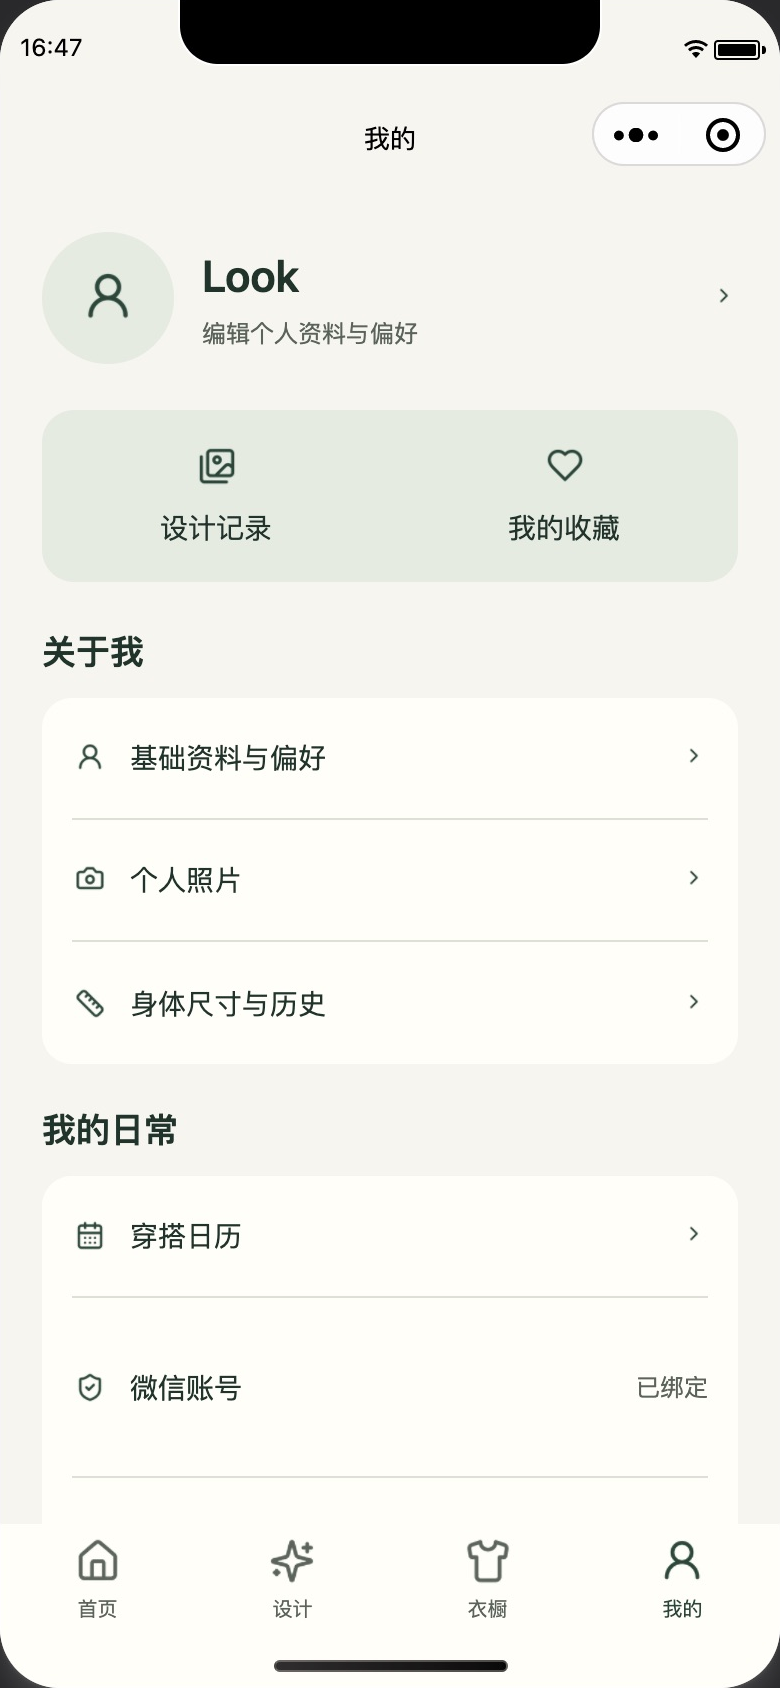 16:47
我的
Look
编辑个人资料与偏好
设计记录
我的收藏
关于我
基础资料与偏好
个人照片
身体尺寸与历史
我的日常
穿搭日历
微信账号
已绑定
首页
设计
衣橱
我的